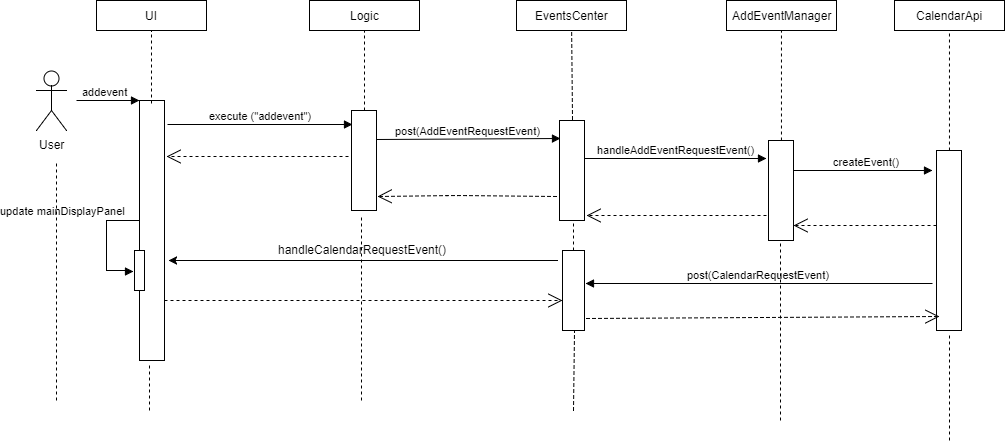 UI
Logic
EventsCenter
AddEventManager
CalendarApi
addevent
execute ("addevent")
post(AddEventRequestEvent)
User
handleAddEventRequestEvent()
createEvent()
update mainDisplayPanel
handleCalendarRequestEvent()
post(CalendarRequestEvent)